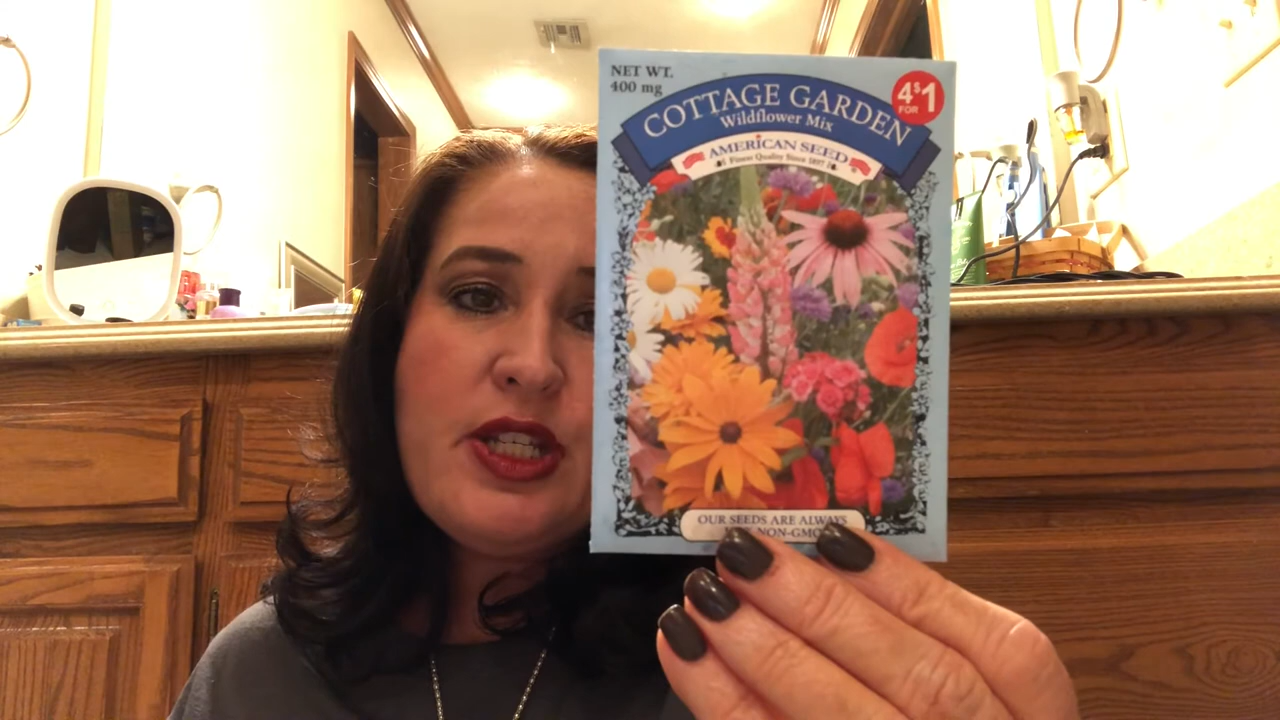 NET WT.
400 mg
4 FOR $1
COTTAGE GARDEN
Wildflower Mix
AMERICAN SEED
Finest Quality Since 1897
OUR SEEDS ARE ALWAYS
NON-GMO